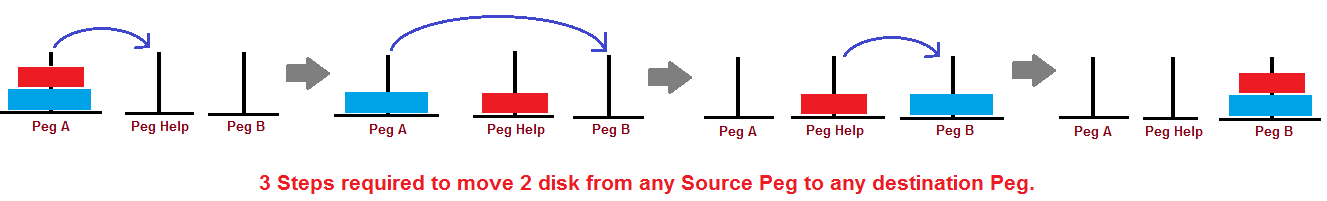 Peg A Peg Help Peg B Peg A Peg Help Peg B Peg A Peg Help Peg B Peg A Peg Help Peg B
3 Steps required to move 2 disk from any Source Peg to any destination Peg.